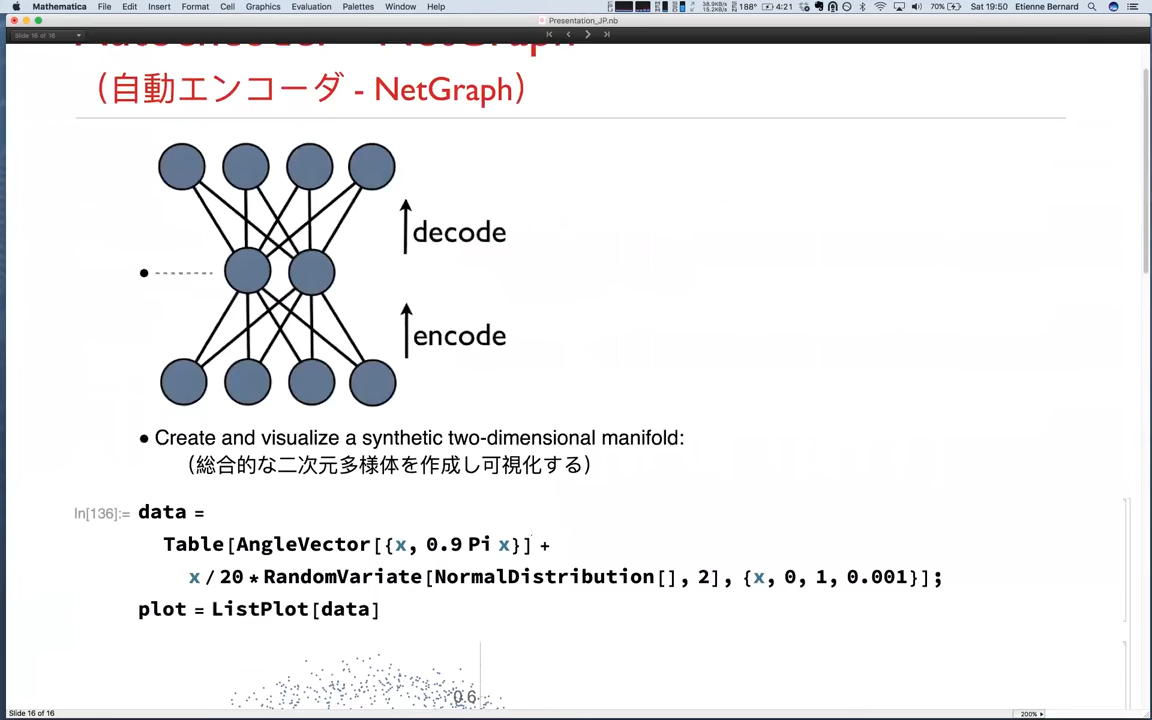 Mathematica File Edit Insert Format Cell Graphics Evaluation Palettes Window Help 38.9KB/s 15.2KB/s 188° 4:21 70% Sat 19:50 Etienne Bernard
Presentation_JP.nb
Slide 16 of 16
（自動エンコーダ - NetGraph）
decode
encode
● Create and visualize a synthetic two-dimensional manifold:
（総合的な二次元多様体を作成し可視化する）
In[136]:= data =
Table[AngleVector[{x, 0.9 Pi x}] +
x / 20 * RandomVariate[NormalDistribution[], 2], {x, 0, 1, 0.001}];
plot = ListPlot[data]
0.6
Slide 16 of 16
200%